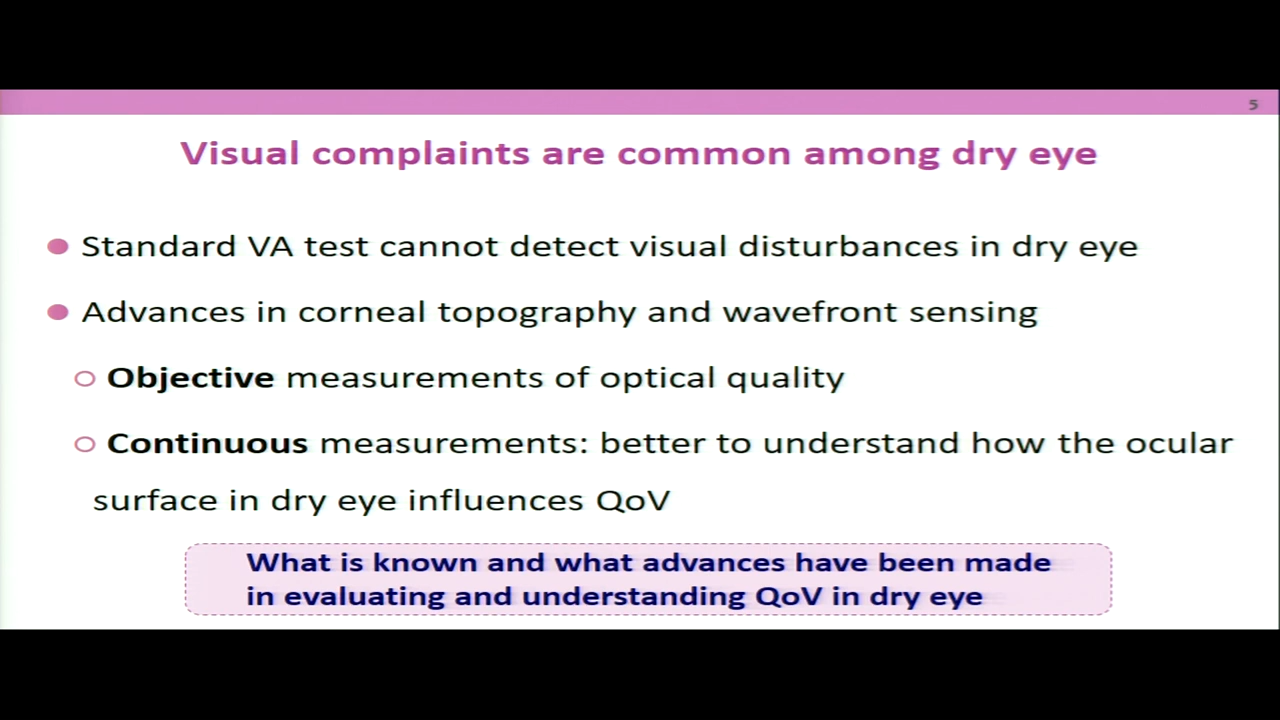 5
Visual complaints are common among dry eye
Standard VA test cannot detect visual disturbances in dry eye
Advances in corneal topography and wavefront sensing
Objective measurements of optical quality
Continuous measurements: better to understand how the ocular
surface in dry eye influences QoV
What is known and what advances have been made
in evaluating and understanding QoV in dry eye